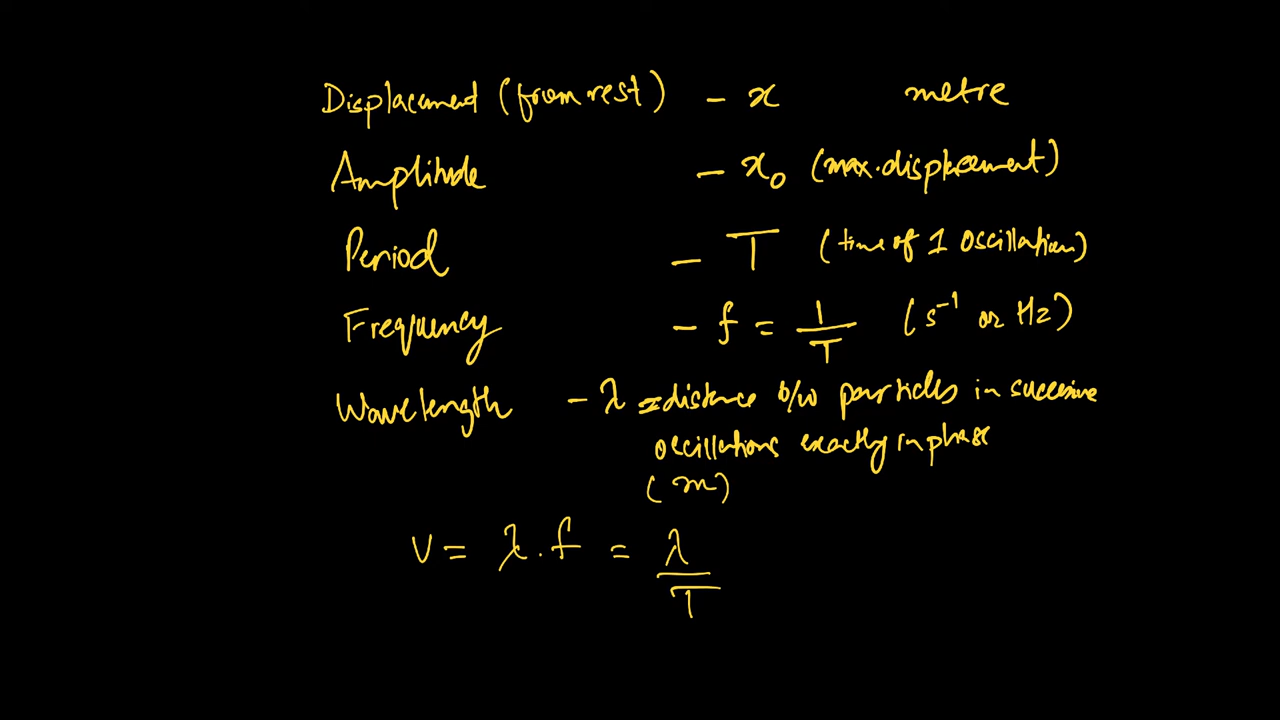 Displacement (from rest) - x metre
Amplitude - x₀ (max. displacement)
Period - T (time of 1 Oscillation)
Frequency - f = 1/T (s⁻¹ or Hz)
Wavelength - λ = distance b/w particles in successive
oscillations exactly in phase
(m)
V = λ . f = λ/T